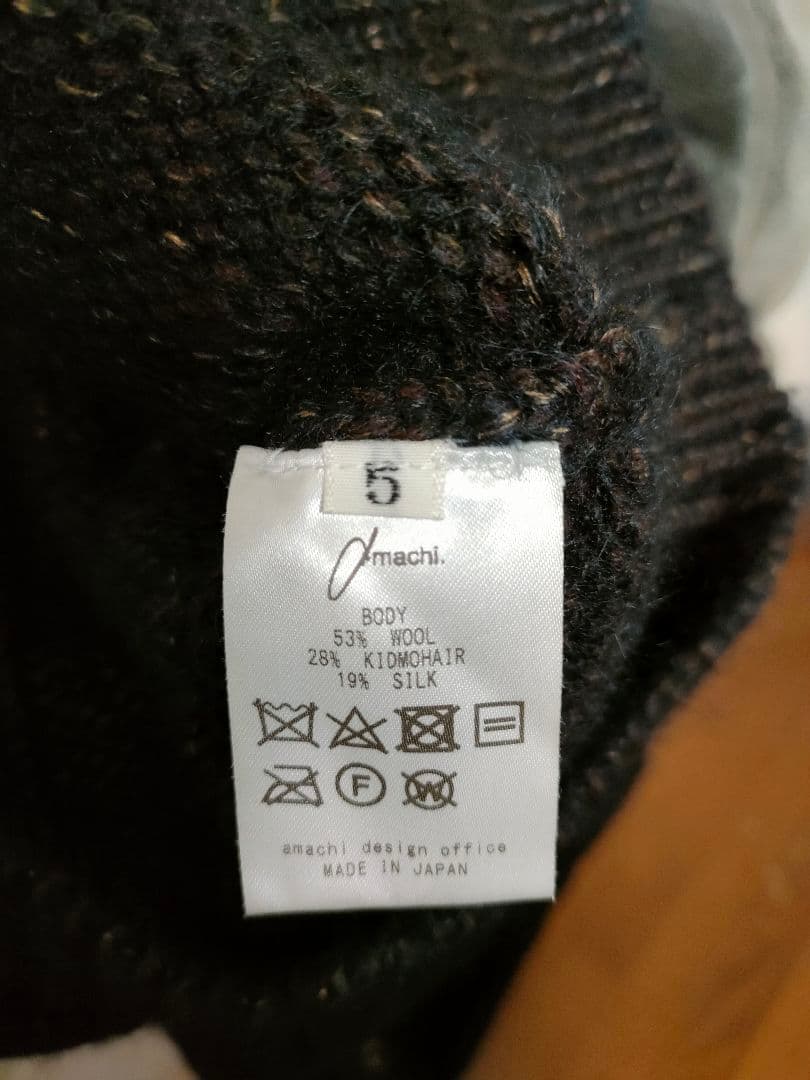 5
amachi.
BODY
53% WOOL
28% KIDMOHAIR
19% SILK
F W
amachi design office
MADE IN JAPAN